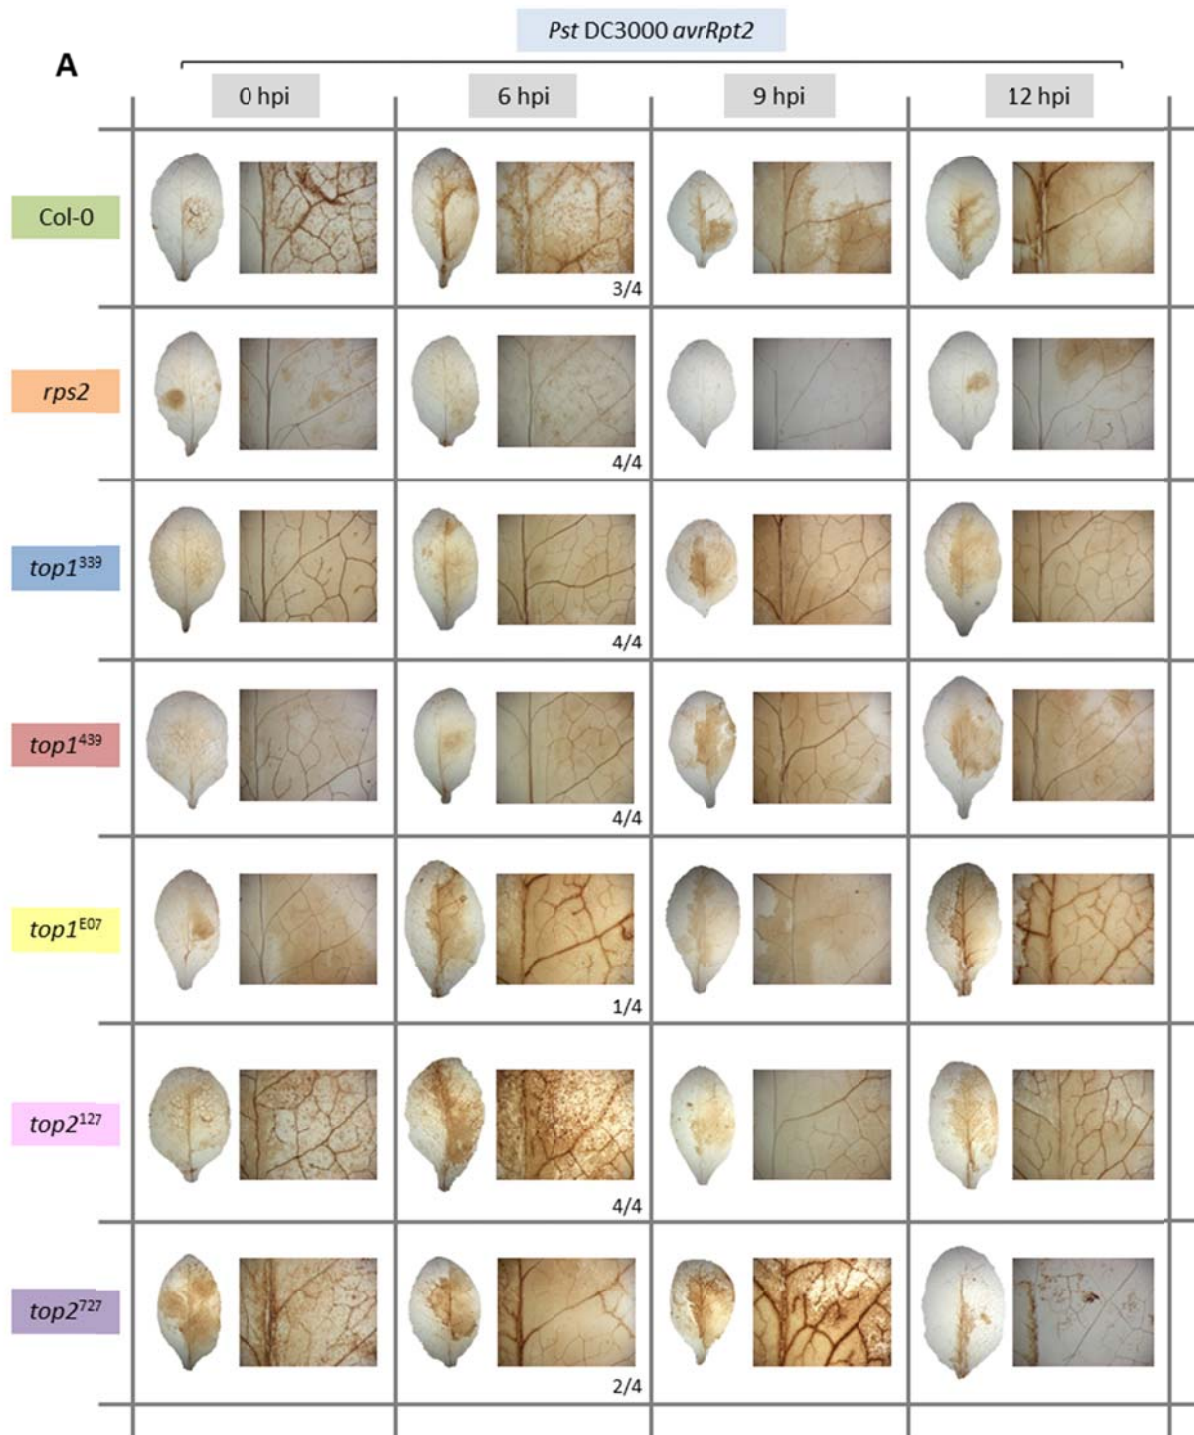 Pst DC3000 avrRpt2
A
0 hpi 6 hpi 9 hpi 12 hpi
Col-0
3/4
rps2
4/4
top1³³⁹
4/4
top1⁴³⁹
4/4
top1ᴱ⁰⁷
1/4
top2¹²⁷
4/4
top2⁷²⁷
2/4